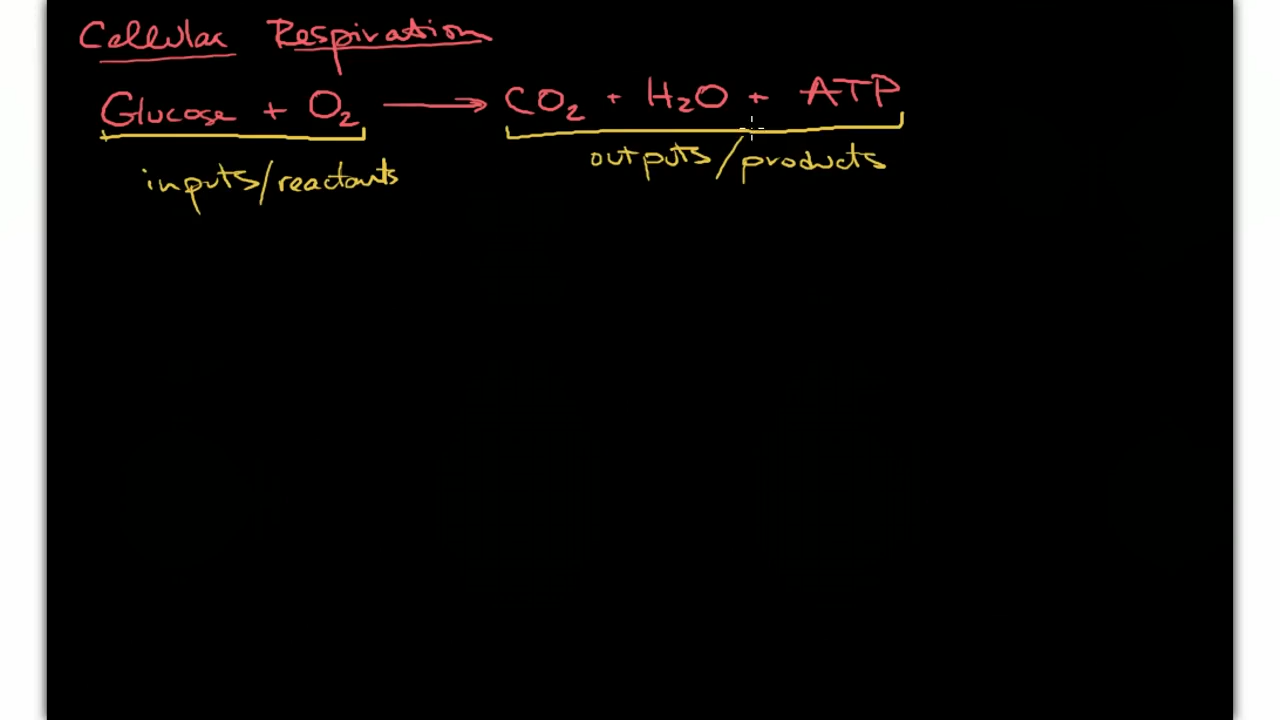 Cellular Respiration
Glucose + O₂ → CO₂ + H₂O + ATP
inputs/reactants outputs/products